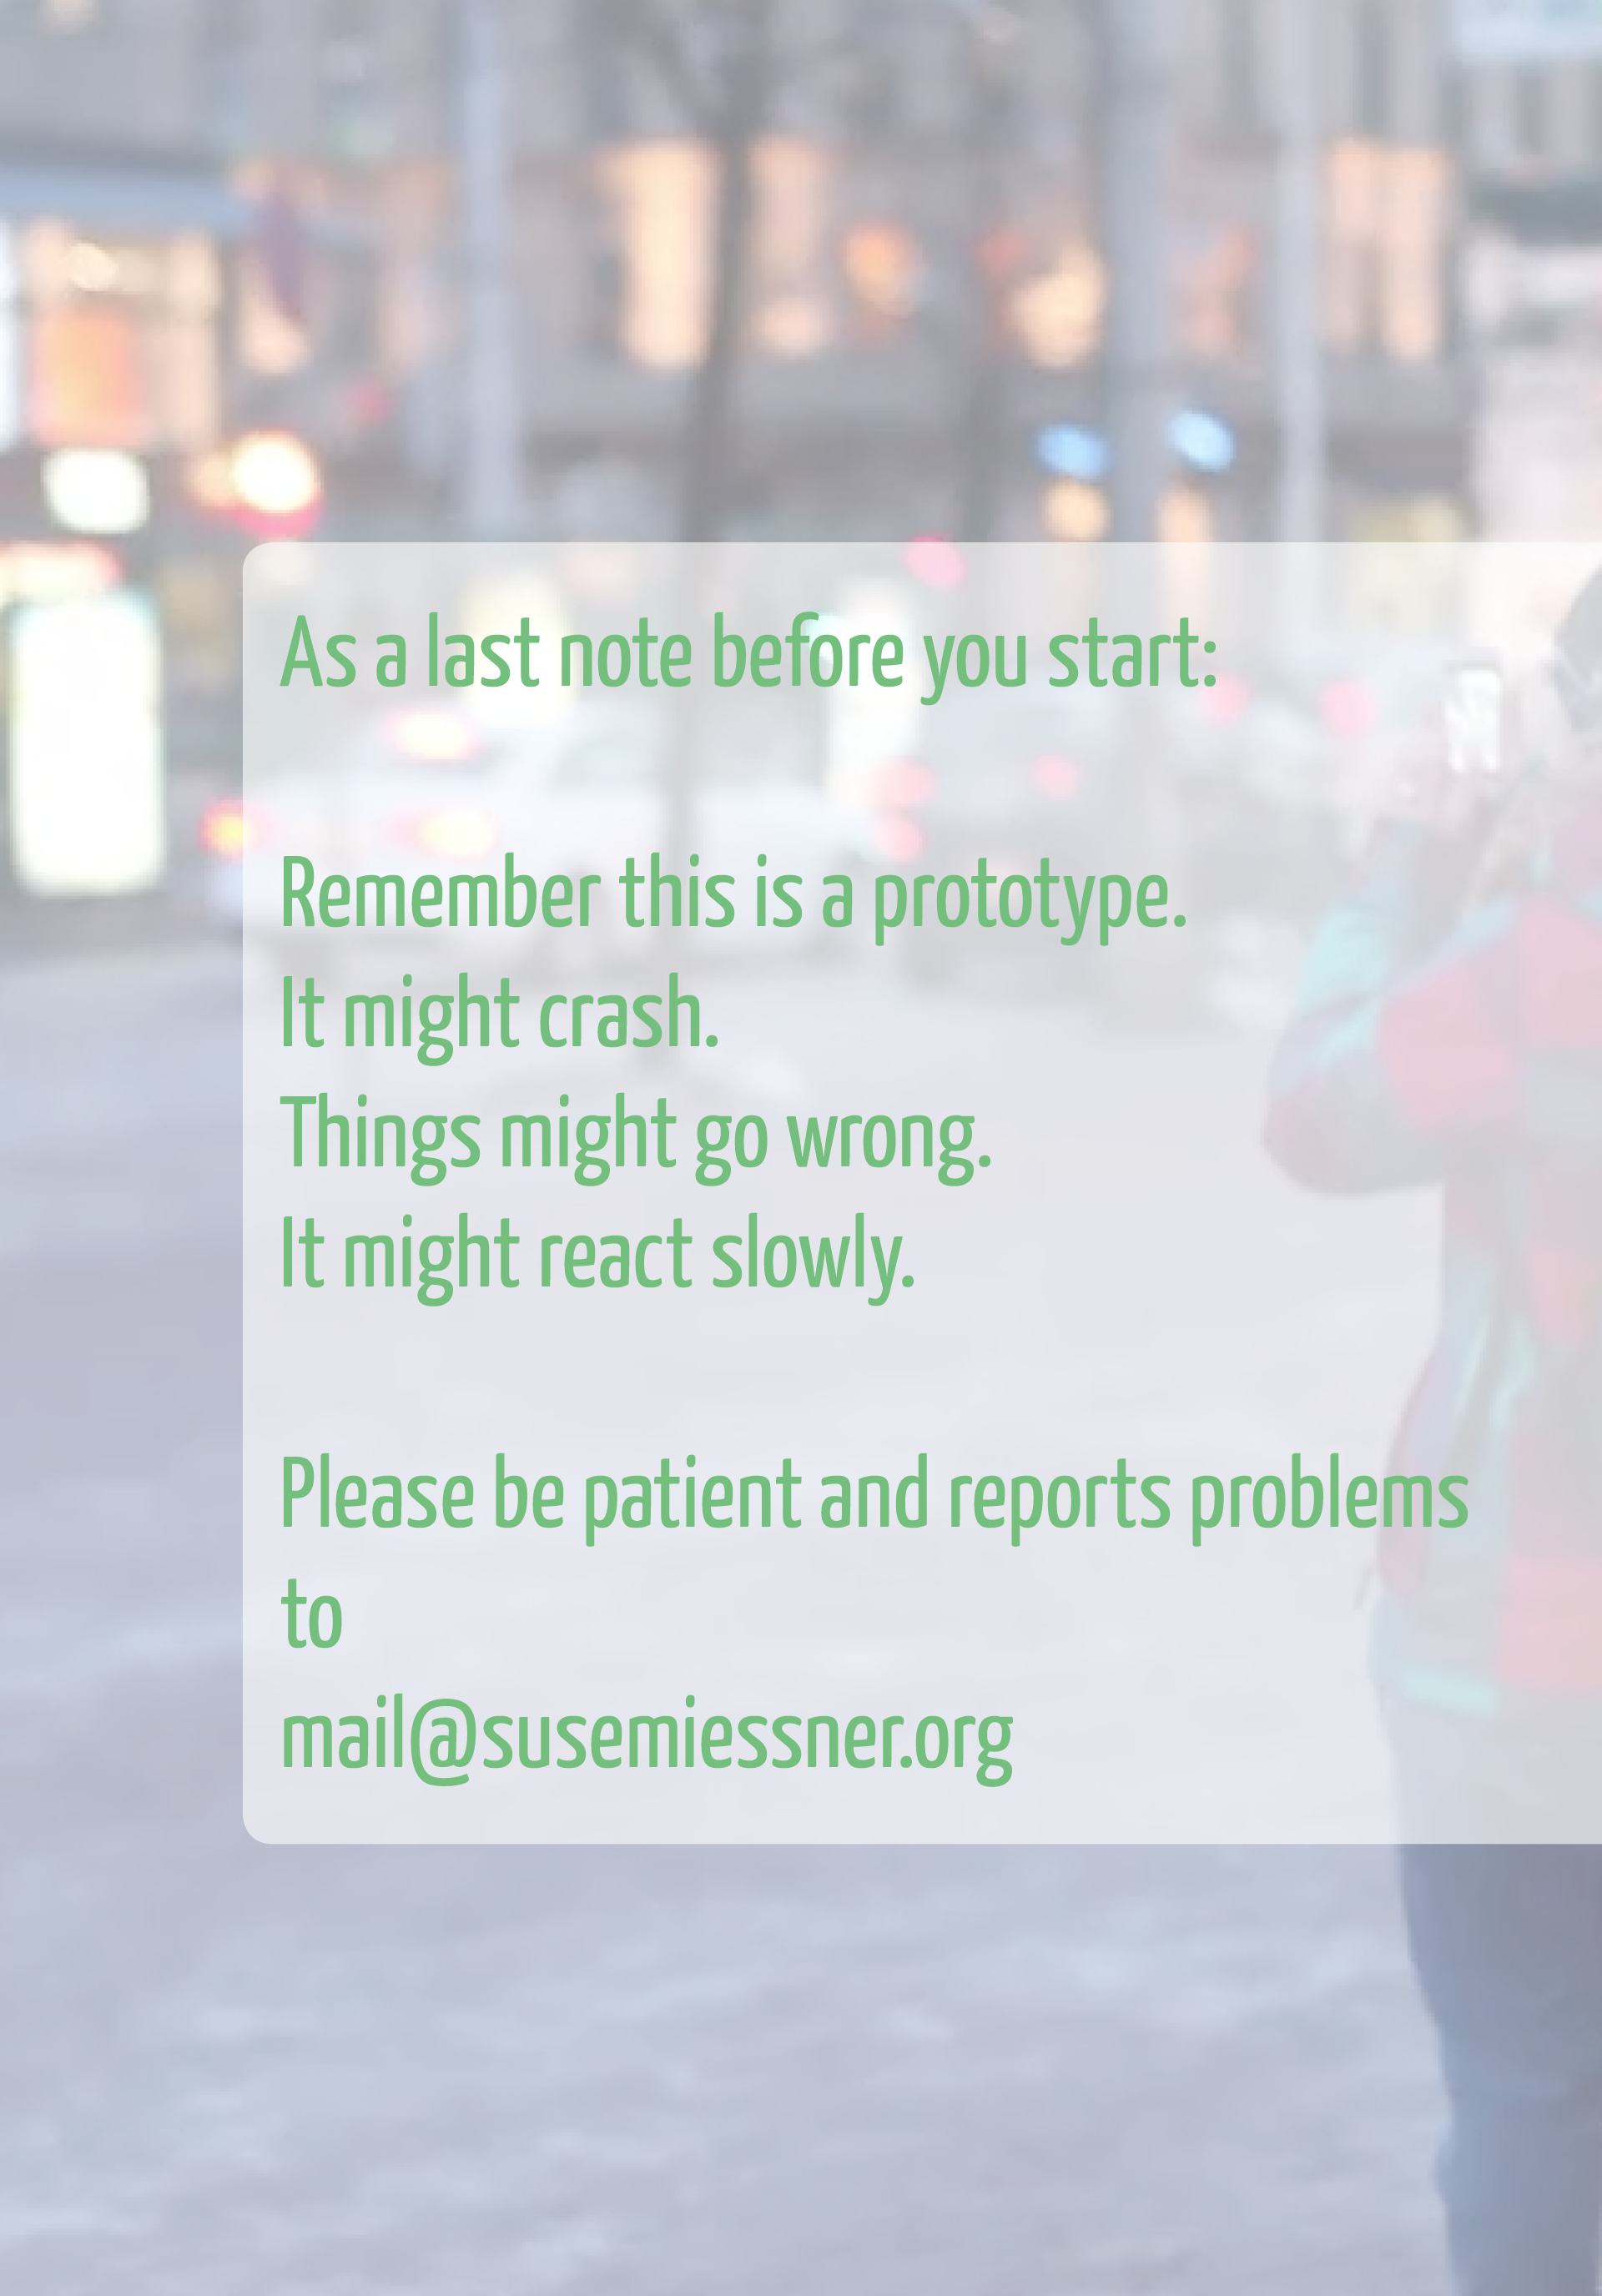 As a last note before you start:
Remember this is a prototype.
It might crash.
Things might go wrong.
It might react slowly.
Please be patient and reports problems
to
mail@susemiessner.org